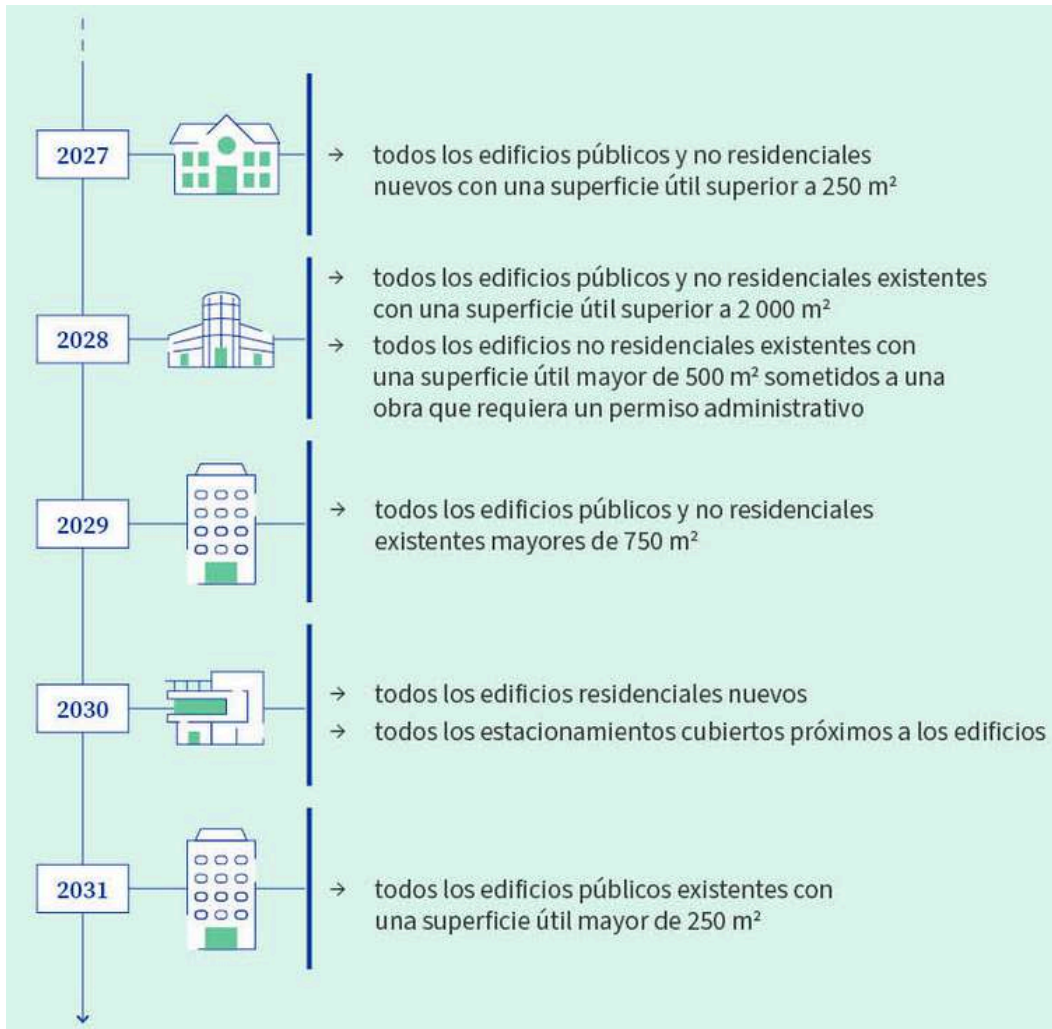 2027
→ todos los edificios públicos y no residenciales
nuevos con una superficie útil superior a 250 m²
2028
→ todos los edificios públicos y no residenciales existentes
con una superficie útil superior a 2 000 m²
→ todos los edificios no residenciales existentes con
una superficie útil mayor de 500 m² sometidos a una
obra que requiera un permiso administrativo
2029
→ todos los edificios públicos y no residenciales
existentes mayores de 750 m²
2030
→ todos los edificios residenciales nuevos
→ todos los estacionamientos cubiertos próximos a los edificios
2031
→ todos los edificios públicos existentes con
una superficie útil mayor de 250 m²